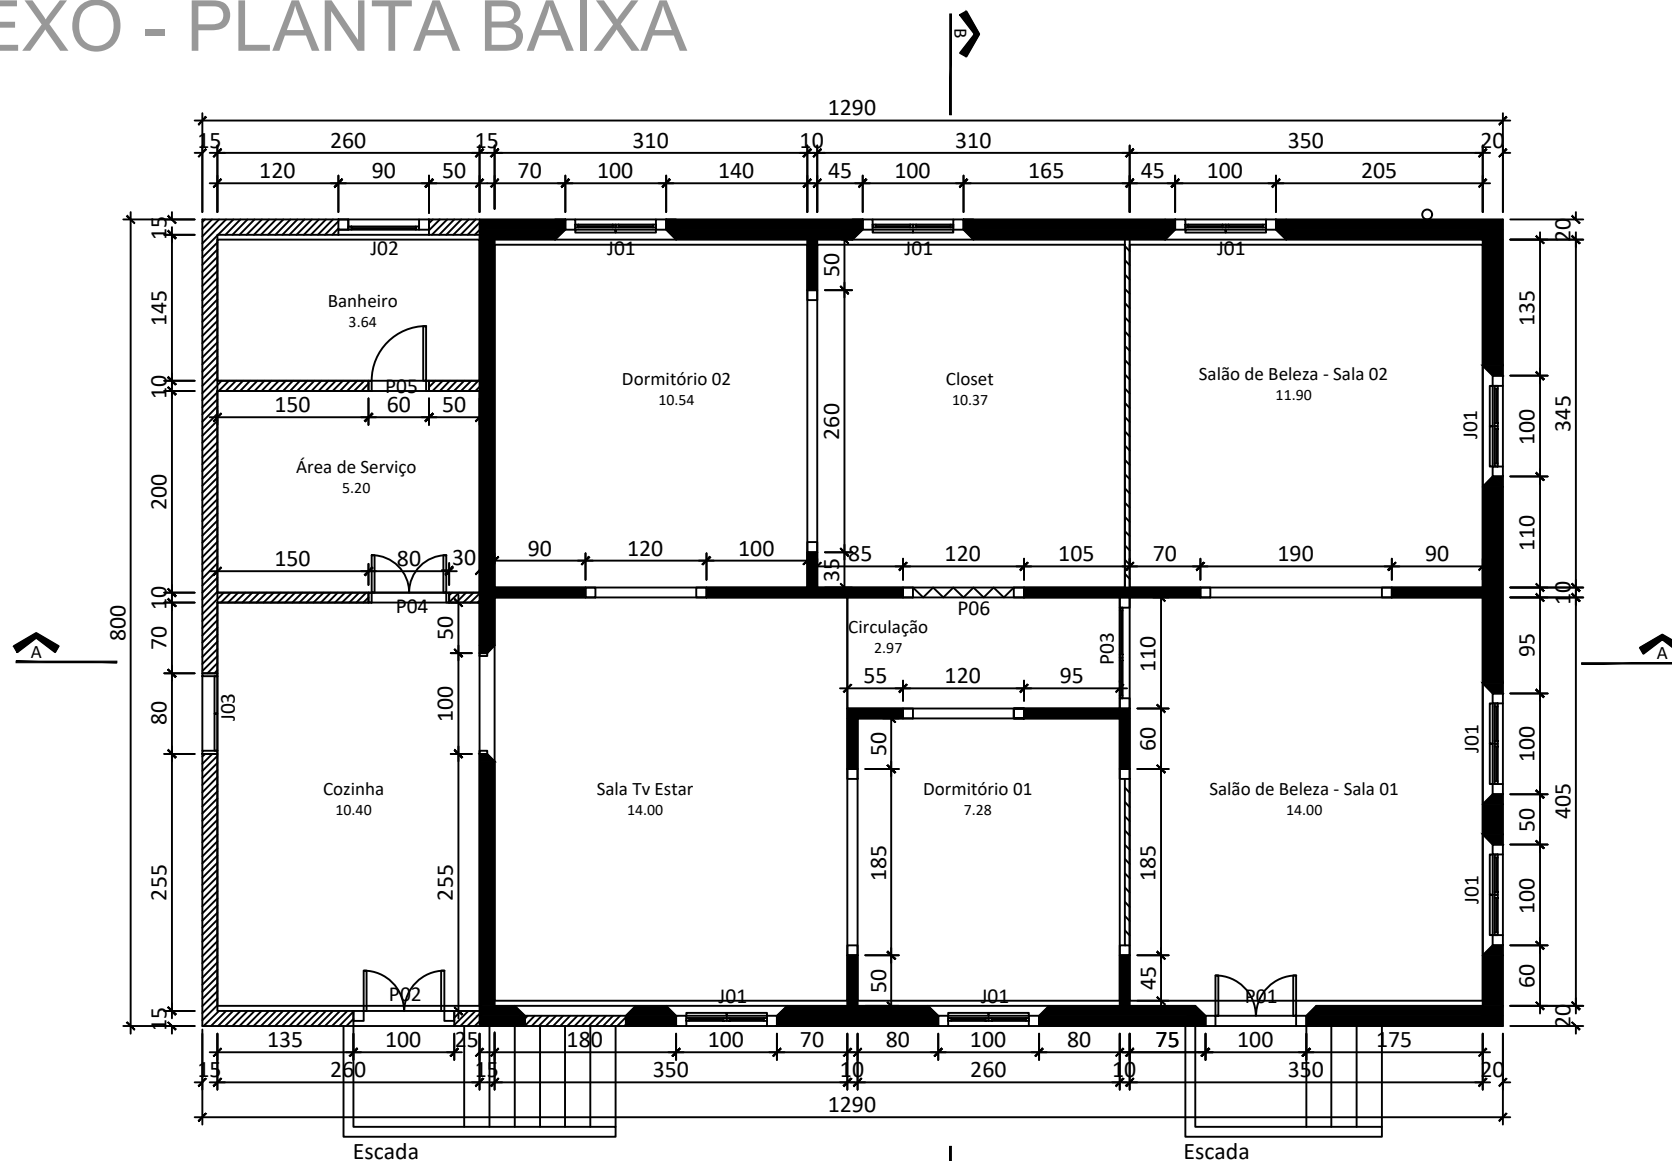 EXO - PLANTA BAIXA
B
1290
15 260 15 310 10 310 350 20
120 90 50 70 100 140 45 100 165 45 100 205
J02 J01 J01 J01
15 20
Banheiro
3.64
50
145 135
Dormitório 02
10.54
Closet
10.37
Salão de Beleza - Sala 02
11.90
10 P05
150 60 50
260 J01 100 345
Área de Serviço
5.20
200 110
150 80 30
90 120 100
35 85 120 105
70 190 90
10 P04 P06 10
800 70 50
Circulação
2.97
P03 110 95
A A
55 120 95
80 J03 100
50 60 J01 100
Cozinha
10.40
Sala Tv Estar
14.00
Dormitório 01
7.28
Salão de Beleza - Sala 01
14.00
405 50
255 255 185 185 J01 100
50 45 60
P02 J01 J01 P01
15 20
135 100 25 180 100 70 80 100 80 75 100 175
15 260 15 350 10 260 10 350 20
1290
Escada Escada